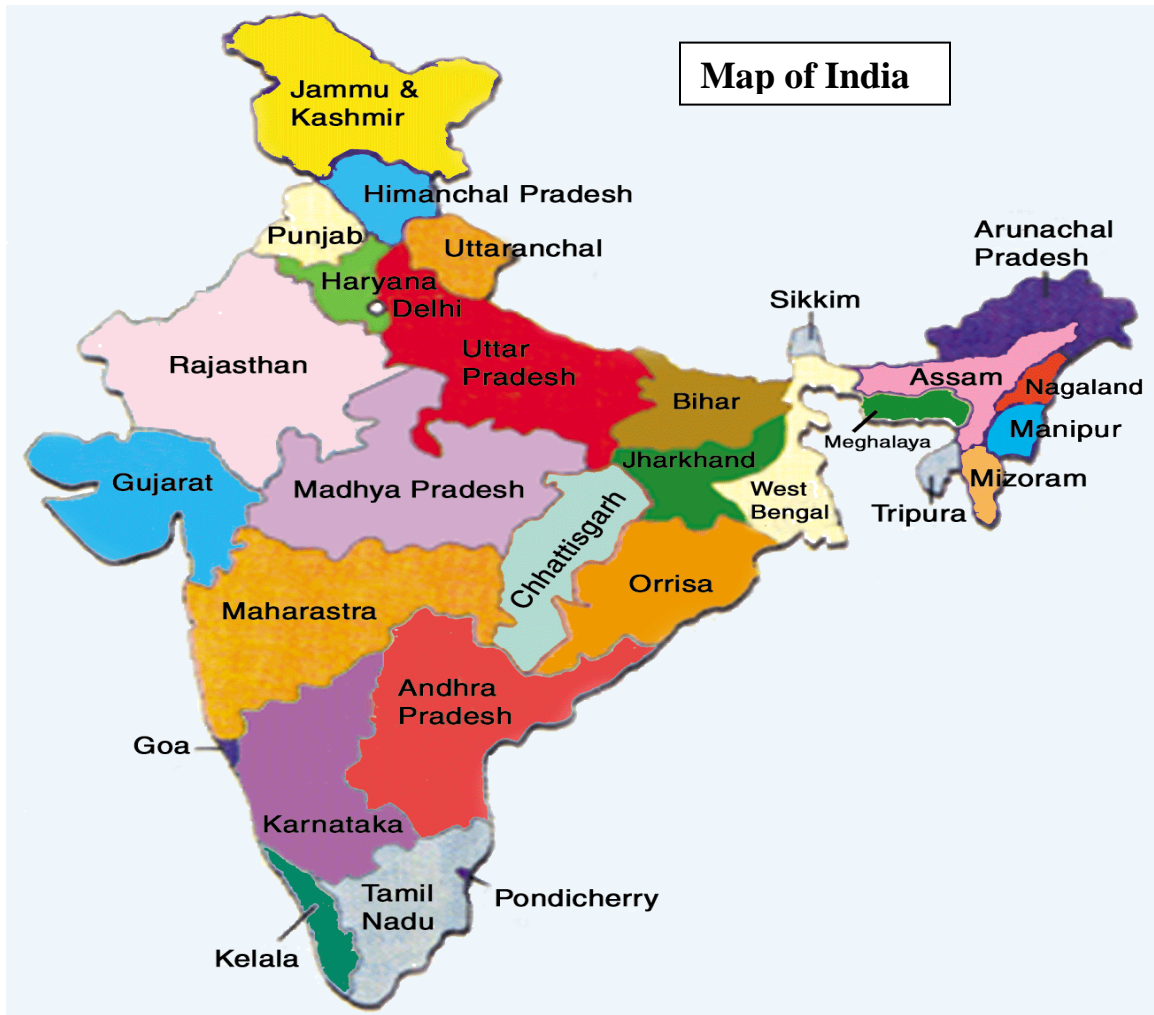 Map of India
Jammu &
Kashmir
Himanchal Pradesh
Punjab
Uttaranchal
Arunachal
Pradesh
Haryana
Delhi
Sikkim
Rajasthan
Uttar
Pradesh
Assam
Nagaland
Bihar
Meghalaya
Manipur
Jharkhand
Gujarat
Madhya Pradesh
West
Bengal
Mizoram
Tripura
Chhattisgarh
Orrisa
Maharastra
Andhra
Pradesh
Goa
Karnataka
Tamil
Nadu
Pondicherry
Kelala